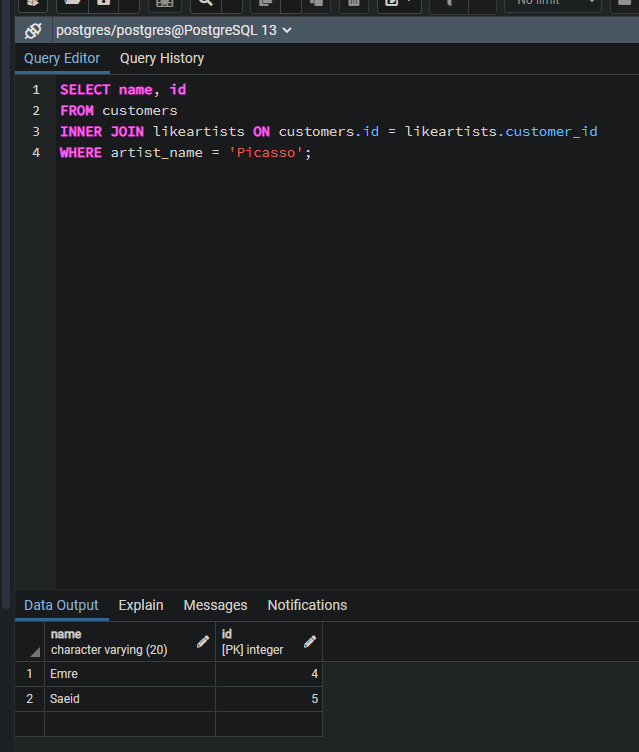 No limit
postgres/postgres@PostgreSQL 13
Query Editor Query History
1 SELECT name, id
2 FROM customers
3 INNER JOIN likeartists ON customers.id = likeartists.customer_id
4 WHERE artist_name = 'Picasso';
Data Output Explain Messages Notifications
name id
character varying (20) [PK] integer
1 Emre 4
2 Saeid 5